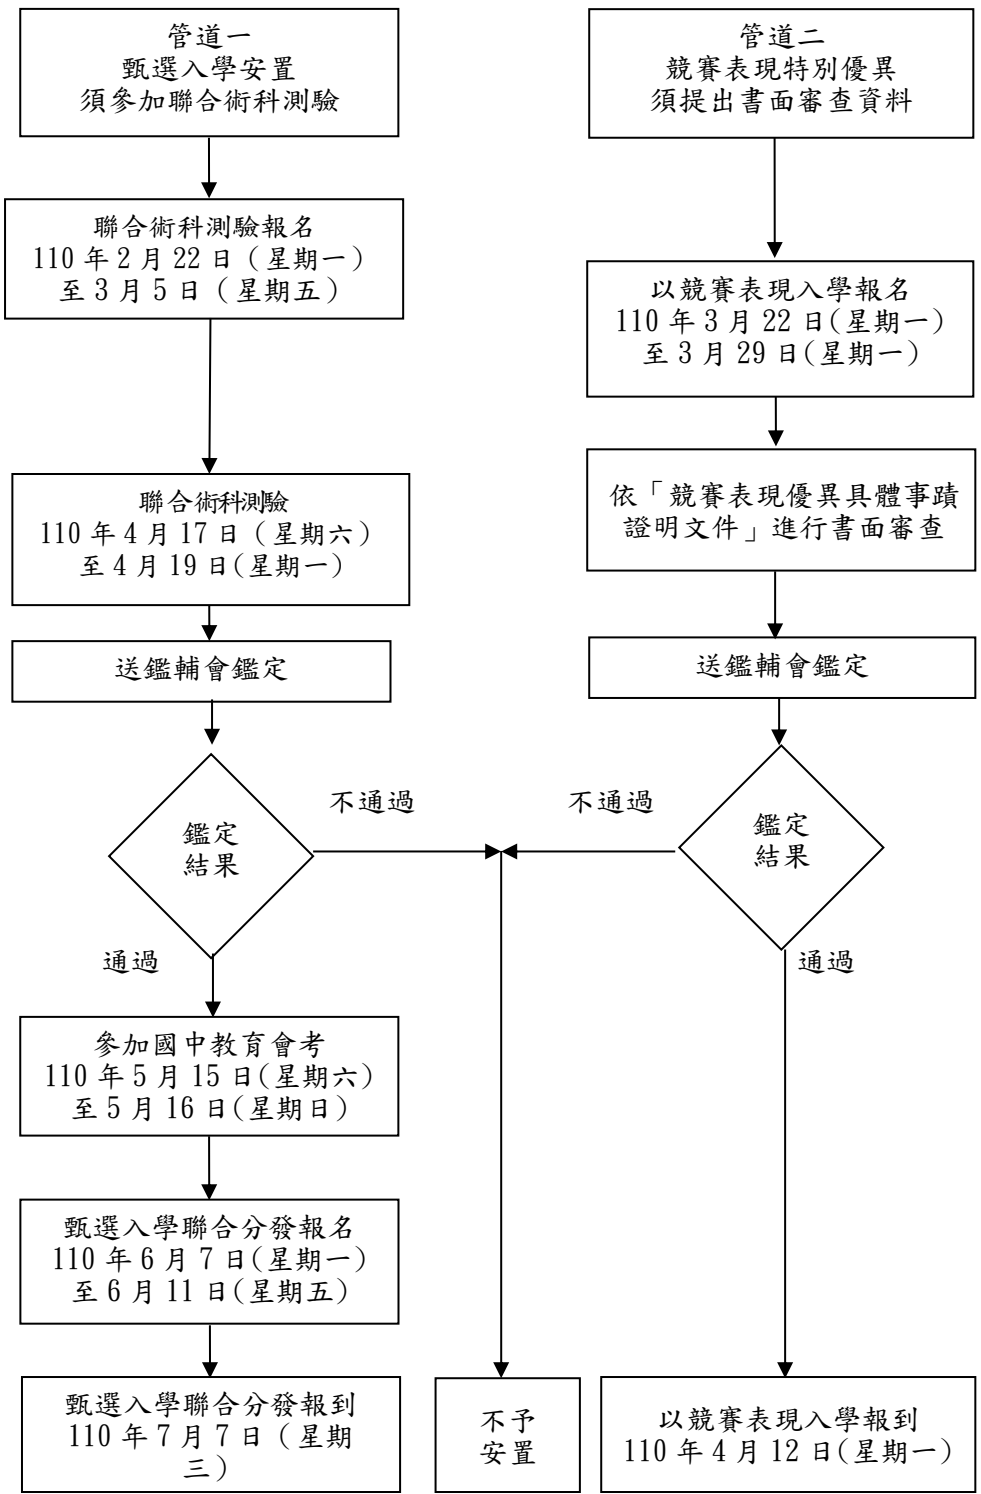 管道一
甄選入學安置
須參加聯合術科測驗
聯合術科測驗報名
110 年 2 月 22 日（星期一）
至 3 月 5 日（星期五）
聯合術科測驗
110 年 4 月 17 日（星期六）
至 4 月 19 日(星期一)
送鑑輔會鑑定
鑑定
結果
不通過
通過
參加國中教育會考
110 年 5 月 15 日(星期六)
至 5 月 16 日(星期日)
甄選入學聯合分發報名
110 年 6 月 7 日(星期一)
至 6 月 11 日(星期五)
甄選入學聯合分發報到
110 年 7 月 7 日（星期
三）
管道二
競賽表現特別優異
須提出書面審查資料
以競賽表現入學報名
110 年 3 月 22 日(星期一)
至 3 月 29 日(星期一)
依「競賽表現優異具體事蹟
證明文件」進行書面審查
送鑑輔會鑑定
鑑定
結果
不通過
通過
不予
安置
以競賽表現入學報到
110 年 4 月 12 日(星期一)